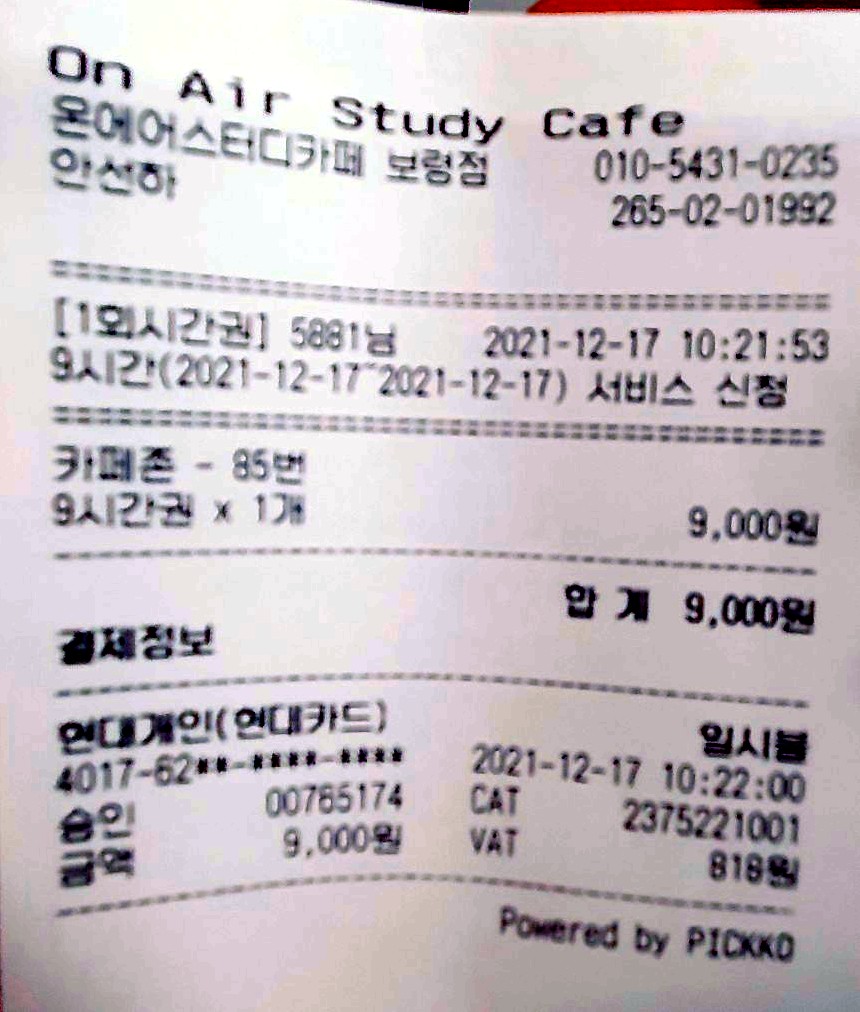 On Air Study Cafe
온에어스터디카페 보령점 010-5431-0235
안선하 265-02-01992
[1회시간권] 5881님 2021-12-17 10:21:53
9시간(2021-12-17~2021-12-17) 서비스 신청
카페존 - 85번
9시간권 x 1개 9,000원
합 계 9,000원
결제정보
현대개인(현대카드) 일시불
4017-62**-****-**** 2021-12-17 10:22:00
승인 00765174 CAT 2375221001
금액 9,000원 VAT 818원
Powered by PICKKO